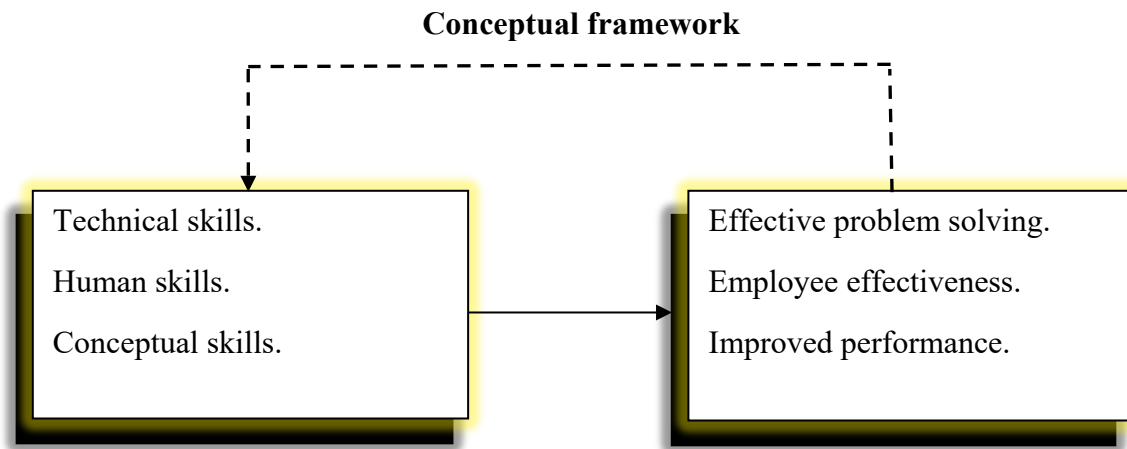 Conceptual framework
Technical skills.
Human skills.
Conceptual skills.
Effective problem solving.
Employee effectiveness.
Improved performance.